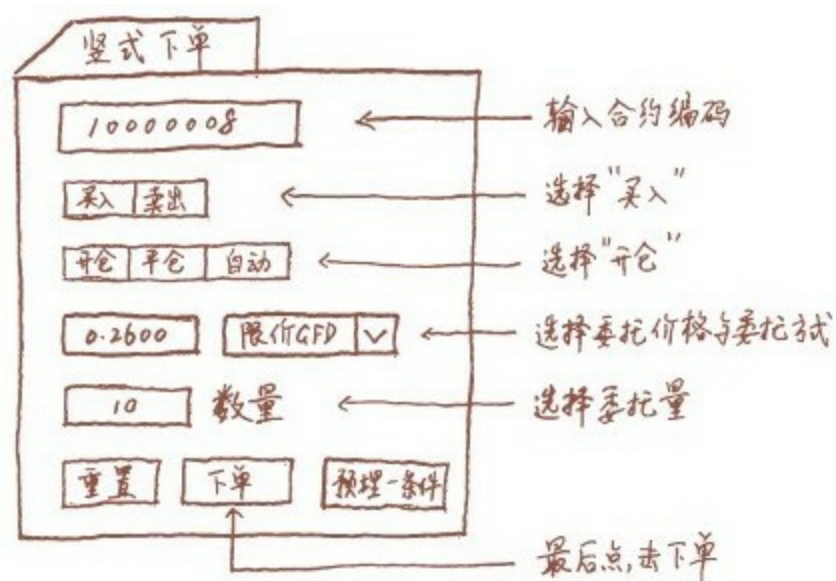 竖式下单
10000008
输入合约编码
买入 卖出
选择"买入"
开仓 平仓 自动
选择"开仓"
0.2600 限价GFD
选择委托价格与委托方式
10 数量
选择委托量
重置 下单 预埋-条件
最后点击下单